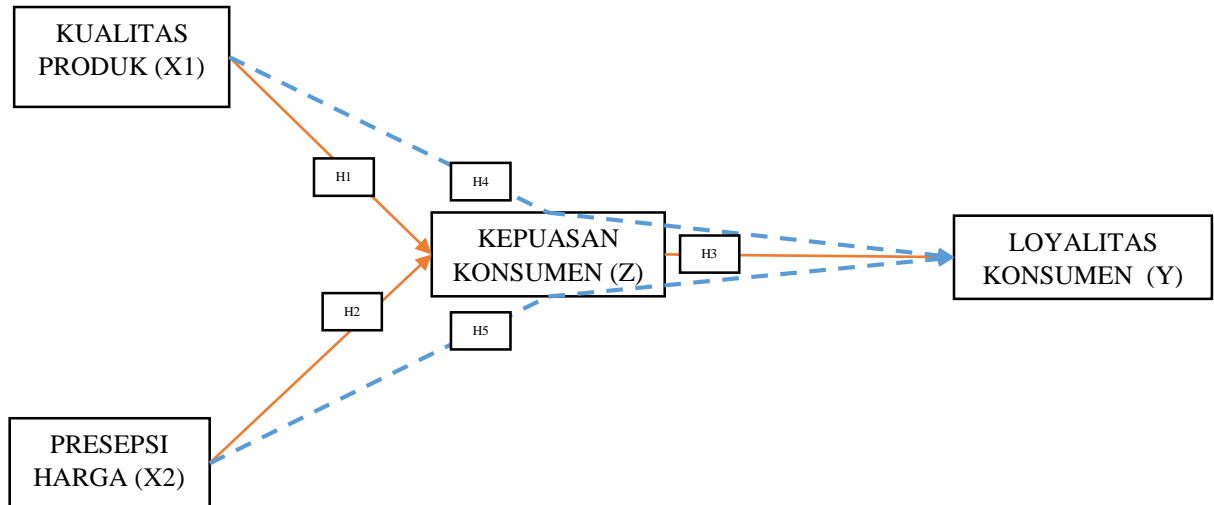 KUALITAS
PRODUK (X1)
H1
H4
KEPUASAN
KONSUMEN (Z)
H3
LOYALITAS
KONSUMEN (Y)
H2
H5
PRESEPSI
HARGA (X2)